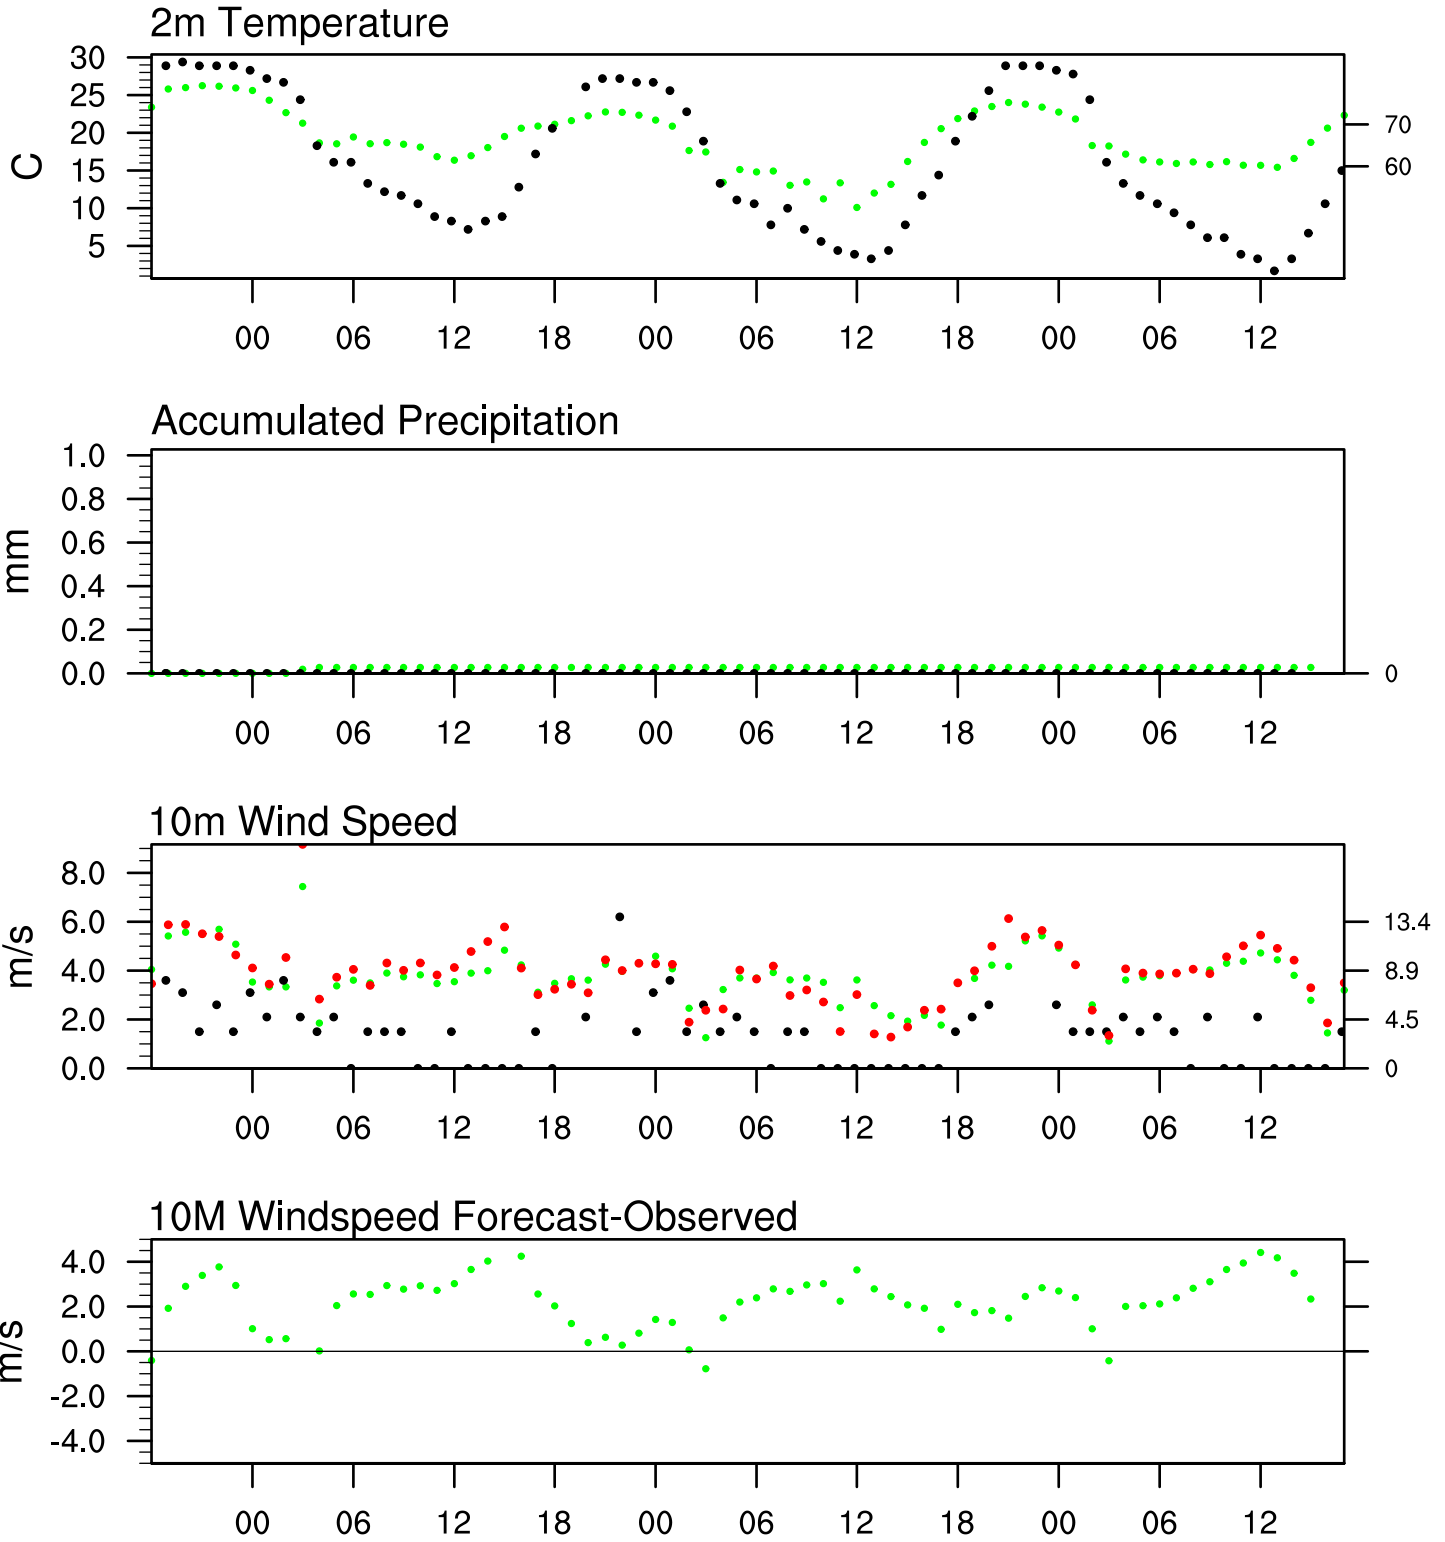 2m Temperature
30
25
20
15
10
5
C
70
60
00 06 12 18 00 06 12 18 00 06 12
Accumulated Precipitation
1.0
0.8
0.6
0.4
0.2
0.0
mm
0
00 06 12 18 00 06 12 18 00 06 12
10m Wind Speed
8.0
6.0
4.0
2.0
0.0
m/s
13.4
8.9
4.5
0
00 06 12 18 00 06 12 18 00 06 12
10M Windspeed Forecast-Observed
4.0
2.0
0.0
-2.0
-4.0
m/s
00 06 12 18 00 06 12 18 00 06 12